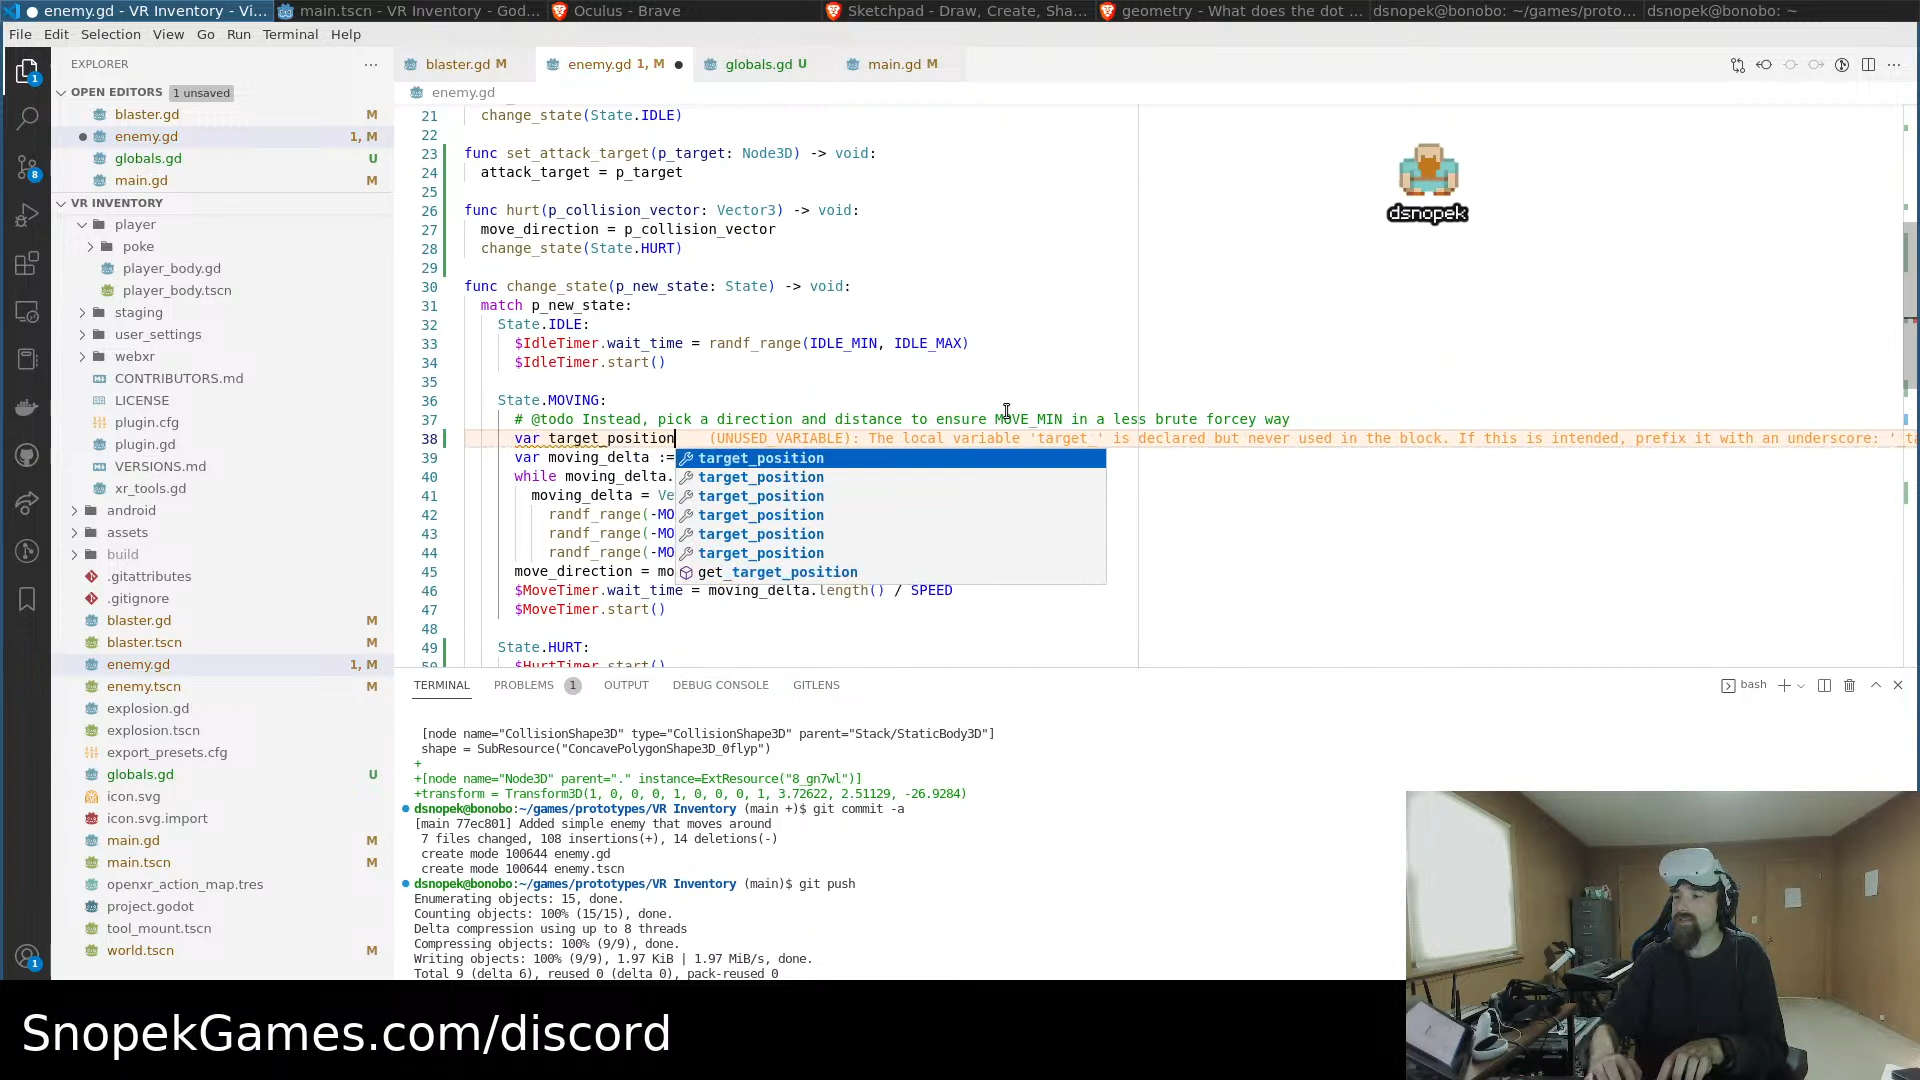 enemy.gd - VR Inventory - Vi...
main.tscn - VR Inventory - God...
Oculus - Brave
Sketchpad - Draw, Create, Sha...
geometry - What does the dot ...
dsnopek@bonobo: ~/games/proto...
dsnopek@bonobo: ~
File Edit Selection View Go Run Terminal Help
EXPLORER
OPEN EDITORS 1 unsaved
blaster.gd M
enemy.gd 1, M
globals.gd U
main.gd M
VR INVENTORY
player
poke
player_body.gd
player_body.tscn
staging
user_settings
webxr
CONTRIBUTORS.md
LICENSE
plugin.cfg
plugin.gd
VERSIONS.md
xr_tools.gd
android
assets
build
.gitattributes
.gitignore
blaster.gd M
blaster.tscn M
enemy.gd 1, M
enemy.tscn M
explosion.gd
explosion.tscn
export_presets.cfg
globals.gd U
icon.svg
icon.svg.import
main.gd M
main.tscn M
openxr_action_map.tres
project.godot
tool_mount.tscn
world.tscn M
1
8
1
blaster.gd M
enemy.gd 1, M
globals.gd U
main.gd M
enemy.gd
21 change_state(State.IDLE)
22
23 func set_attack_target(p_target: Node3D) -> void:
24 attack_target = p_target
25
26 func hurt(p_collision_vector: Vector3) -> void:
27 move_direction = p_collision_vector
28 change_state(State.HURT)
29
30 func change_state(p_new_state: State) -> void:
31 match p_new_state:
32 State.IDLE:
33 $IdleTimer.wait_time = randf_range(IDLE_MIN, IDLE_MAX)
34 $IdleTimer.start()
35
36 State.MOVING:
37 # @todo Instead, pick a direction and distance to ensure MOVE_MIN in a less brute forcey way
38 var target_position (UNUSED_VARIABLE): The local variable 'target_' is declared but never used in the block. If this is intended, prefix it with an underscore: '_ta
39 var moving_delta :=
40 while moving_delta.
41 moving_delta = Ve
42 randf_range(-MO
43 randf_range(-MO
44 randf_range(-MO
45 move_direction = mo
46 $MoveTimer.wait_time = moving_delta.length() / SPEED
47 $MoveTimer.start()
48
49 State.HURT:
50 $HurtTimer.start()
target_position
target_position
target_position
target_position
target_position
target_position
get_target_position
dsnopek
TERMINAL PROBLEMS 1 OUTPUT DEBUG CONSOLE GITLENS
bash
[node name="CollisionShape3D" type="CollisionShape3D" parent="Stack/StaticBody3D"]
shape = SubResource("ConcavePolygonShape3D_0flyp")
+
+[node name="Node3D" parent="." instance=ExtResource("8_gn7wl")]
+transform = Transform3D(1, 0, 0, 0, 1, 0, 0, 0, 1, 3.72622, 2.51129, -26.9284)
dsnopek@bonobo:~/games/prototypes/VR Inventory (main +)$ git commit -a
[main 77ec801] Added simple enemy that moves around
7 files changed, 108 insertions(+), 14 deletions(-)
create mode 100644 enemy.gd
create mode 100644 enemy.tscn
dsnopek@bonobo:~/games/prototypes/VR Inventory (main)$ git push
Enumerating objects: 15, done.
Counting objects: 100% (15/15), done.
Delta compression using up to 8 threads
Compressing objects: 100% (9/9), done.
Writing objects: 100% (9/9), 1.97 KiB | 1.97 MiB/s, done.
Total 9 (delta 6), reused 0 (delta 0), pack-reused 0
SnopekGames.com/discord